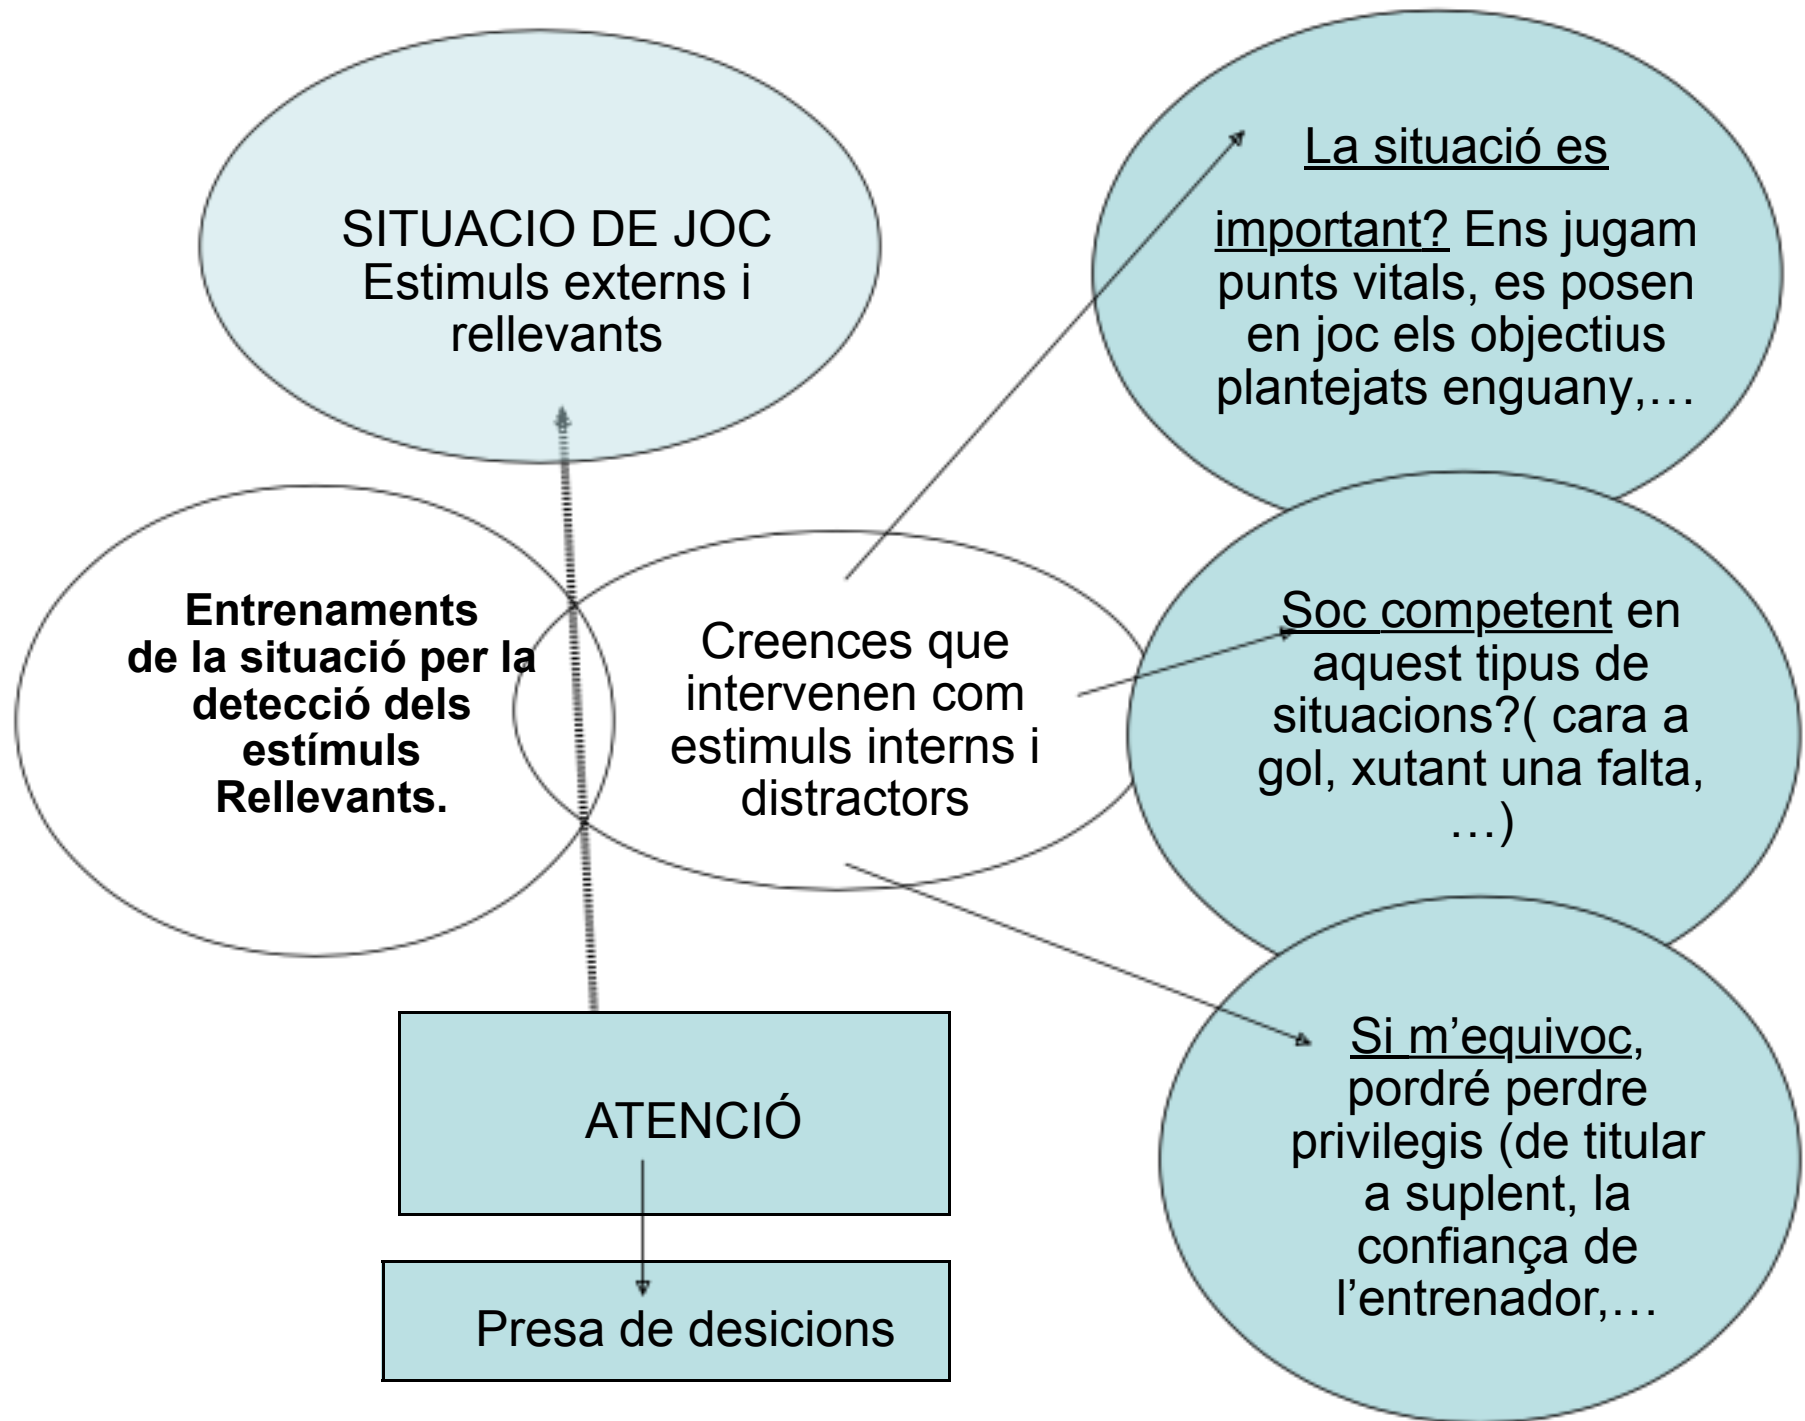 SITUACIO DE JOC
Estimuls externs i
rellevants
La situació es
important? Ens jugam
punts vitals, es posen
en joc els objectius
plantejats enguany,…
Entrenaments
de la situació per la
detecció dels
estímuls
Rellevants.
Creences que
intervenen com
estimuls interns i
distractors
Soc competent en
aquest tipus de
situacions?( cara a
gol, xutant una falta,
…)
Si m’equivoc,
pordré perdre
privilegis (de titular
a suplent, la
confiança de
l’entrenador,…
ATENCIÓ
Presa de desicions